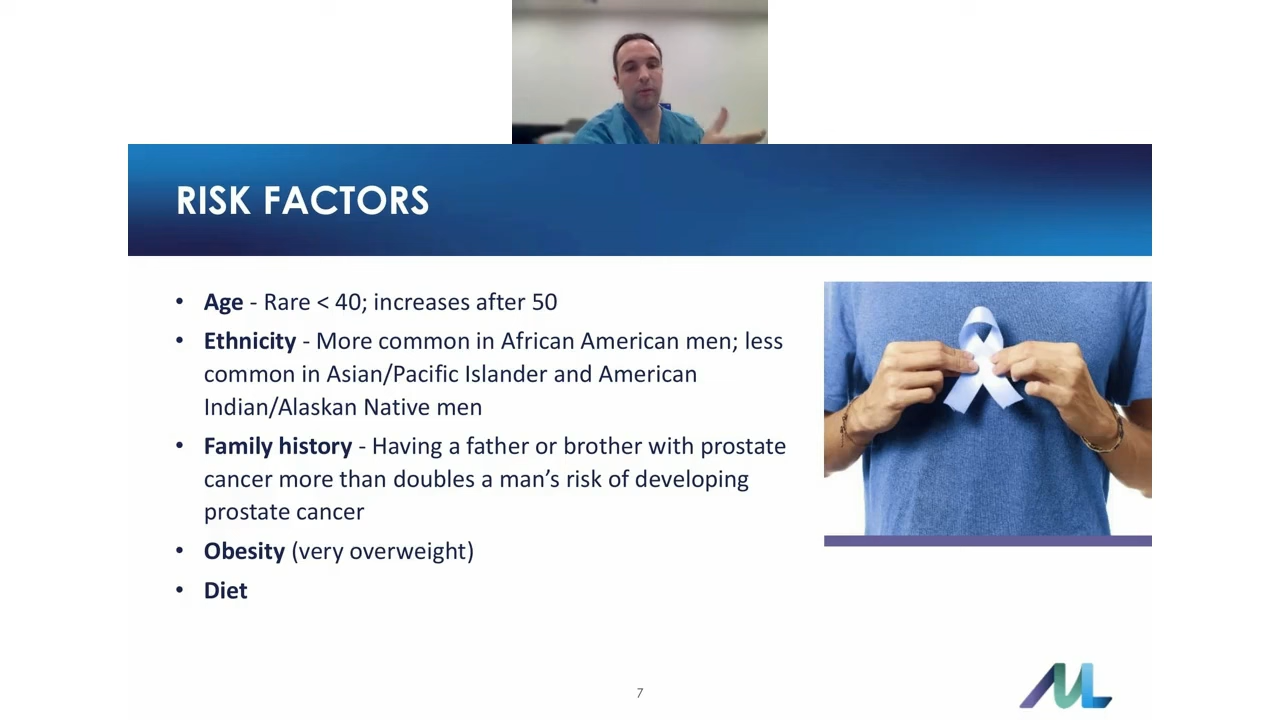 RISK FACTORS
• Age - Rare < 40; increases after 50
• Ethnicity - More common in African American men; less
common in Asian/Pacific Islander and American
Indian/Alaskan Native men
• Family history - Having a father or brother with prostate
cancer more than doubles a man’s risk of developing
prostate cancer
• Obesity (very overweight)
• Diet
7